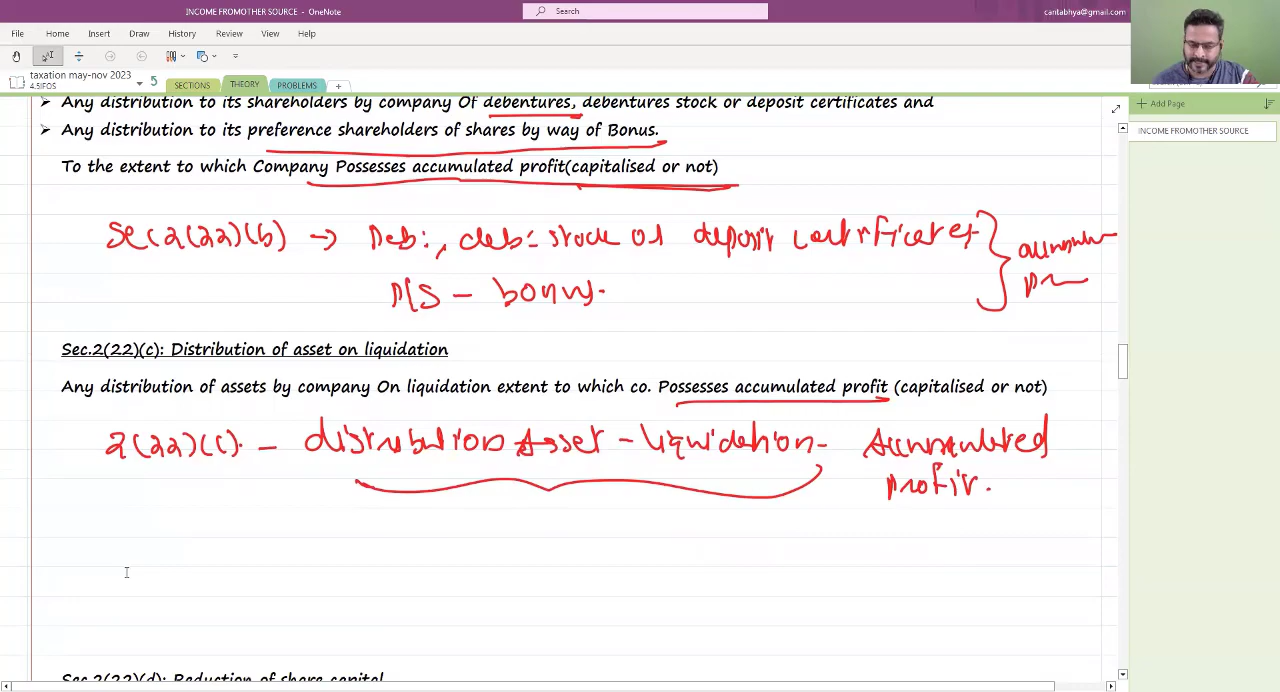 INCOME FROMOTHER SOURCE - OneNote
Search
cantabhya@gmail.com
File Home Insert Draw History Review View Help
taxation may-nov 2023
4.5IFOS
SECTIONS THEORY PROBLEMS
Add Page
INCOME FROMOTHER SOURCE
Any distribution to its shareholders by company Of debentures, debentures stock or deposit certificates and
Any distribution to its preference shareholders of shares by way of Bonus.
To the extent to which Company Possesses accumulated profit(capitalised or not)
Sec 2(22)(b) → Deb:, deb: stock or deposit certificates
P/S - bonus.
Sec.2(22)(c): Distribution of asset on liquidation
Any distribution of assets by company On liquidation extent to which co. Possesses accumulated profit (capitalised or not)
2(22)(c). - distribution Asset - liquidation - Accumulated
profit.
Sec.2(22)(d): Reduction of share capital